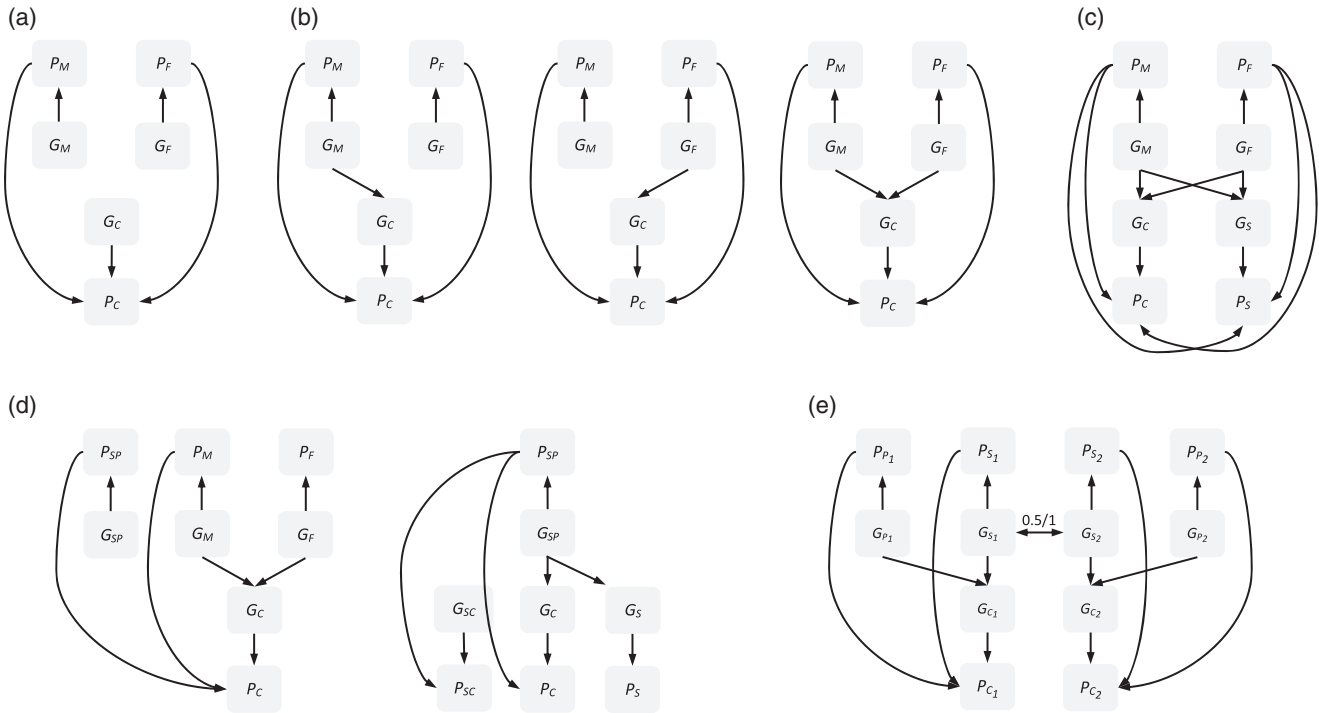 (a) (b) (c)
P_M P_F P_M P_F P_M P_F P_M P_F P_M P_F
G_M G_F G_M G_F G_M G_F G_M G_F G_M G_F
G_C G_C G_C G_C G_C G_S
P_C P_C P_C P_C P_C P_S
(d) (e)
P_SP P_M P_F P_SP P_P1 P_S1 P_S2 P_P2
0.5/1
G_SP G_M G_F G_SP G_P1 G_S1 G_S2 G_P2
G_C G_SC G_C G_S G_C1 G_C2
P_C P_SC P_C P_S P_C1 P_C2